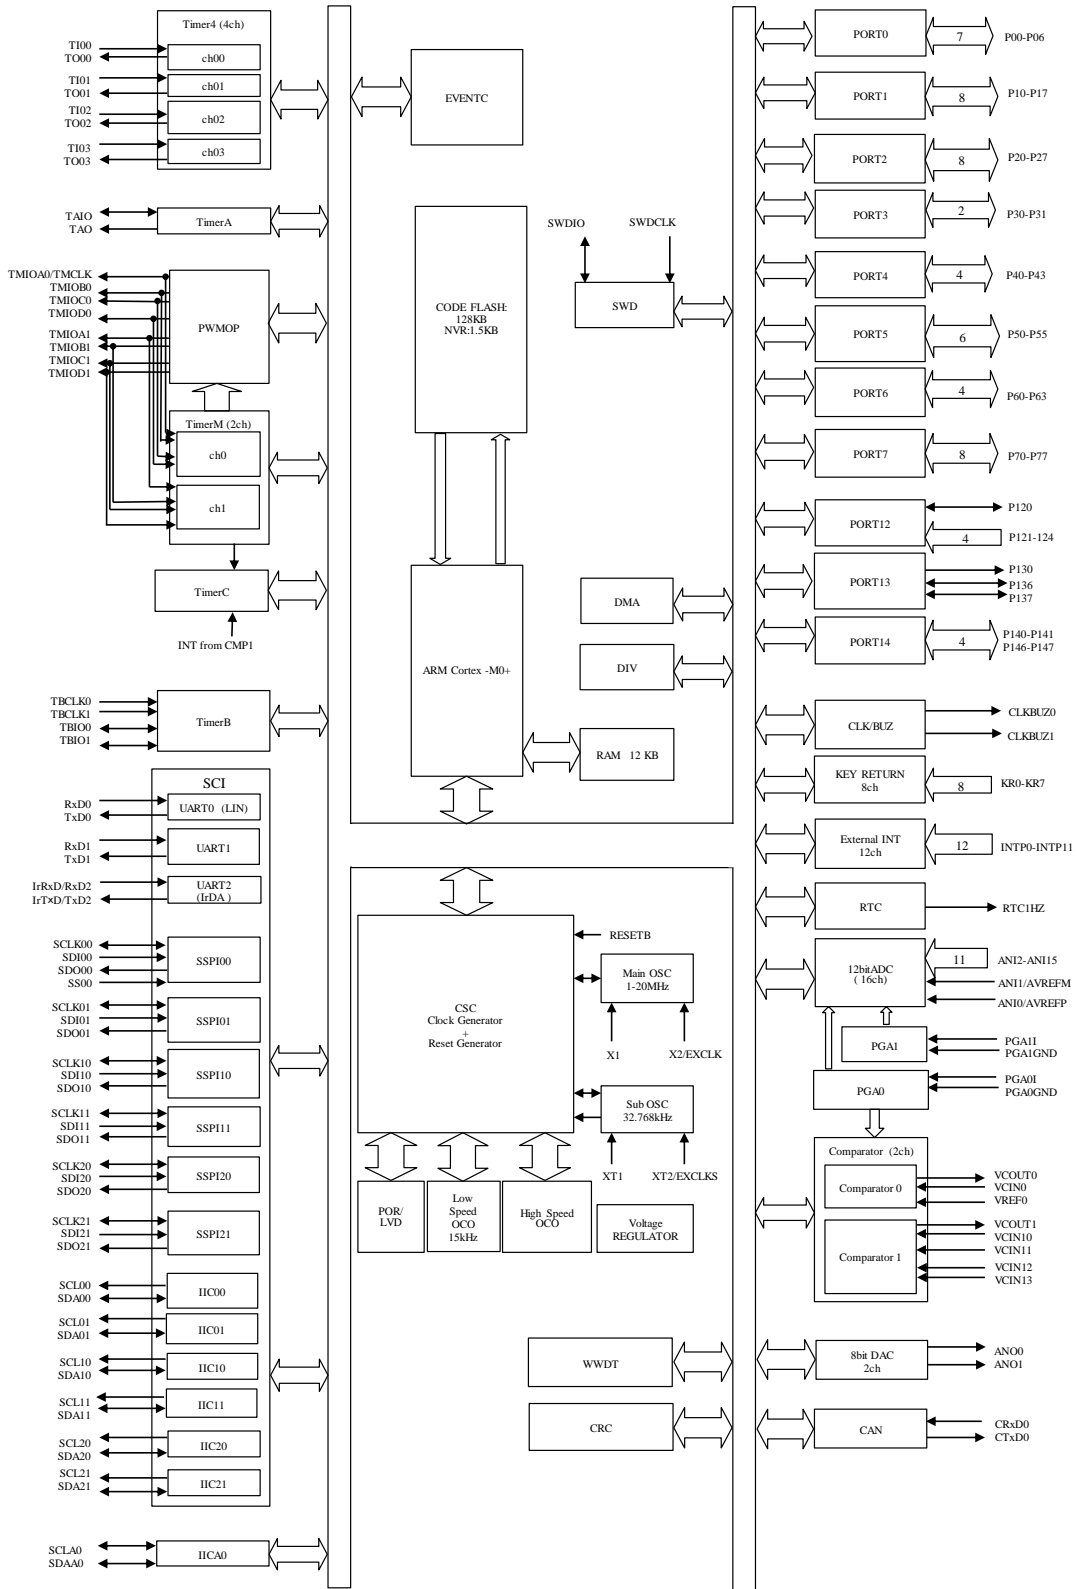 Timer4 (4ch)
TI00
TO00
ch00
TI01
TO01
ch01
TI02
TO02
ch02
TI03
TO03
ch03
TAIO
TAO
TimerA
TMIOA0/TMCLK
TMIOB0
TMIOC0
TMIOD0
TMIOA1
TMIOB1
TMIOC1
TMIOD1
PWMOP
TimerM (2ch)
ch0
ch1
TimerC
INT from CMP1
TBCLK0
TBCLK1
TBIO0
TBIO1
TimerB
SCI
RxD0
TxD0
UART0 (LIN)
RxD1
TxD1
UART1
IrRxD/RxD2
IrT×D/TxD2
UART2
(IrDA )
SCLK00
SDI00
SDO00
SS00
SSPI00
SCLK01
SDI01
SDO01
SSPI01
SCLK10
SDI10
SDO10
SSPI10
SCLK11
SDI11
SDO11
SSPI11
SCLK20
SDI20
SDO20
SSPI20
SCLK21
SDI21
SDO21
SSPI21
SCL00
SDA00
IIC00
SCL01
SDA01
IIC01
SCL10
SDA10
IIC10
SCL11
SDA11
IIC11
SCL20
SDA20
IIC20
SCL21
SDA21
IIC21
SCLA0
SDAA0
IICA0
EVENTC
CODE FLASH:
128KB
NVR:1.5KB
SWDIO
SWDCLK
SWD
ARM Cortex -M0+
DMA
DIV
RAM 12 KB
CSC
Clock Generator
+
Reset Generator
RESETB
Main OSC
1-20MHz
X1
X2/EXCLK
Sub OSC
32.768kHz
XT1
XT2/EXCLKS
POR/
LVD
Low
Speed
OCO
15kHz
High Speed
OCO
Voltage
REGULATOR
WWDT
CRC
PORT0
7
P00-P06
PORT1
8
P10-P17
PORT2
8
P20-P27
PORT3
2
P30-P31
PORT4
4
P40-P43
PORT5
6
P50-P55
PORT6
4
P60-P63
PORT7
8
P70-P77
PORT12
P120
4
P121-124
PORT13
P130
P136
P137
PORT14
4
P140-P141
P146-P147
CLK/BUZ
CLKBUZ0
CLKBUZ1
KEY RETURN
8ch
8
KR0-KR7
External INT
12ch
12
INTP0-INTP11
RTC
RTC1HZ
12bitADC
( 16ch)
11
ANI2-ANI15
ANI1/AVREFM
ANI0/AVREFP
PGA1
PGA1I
PGA1GND
PGA0
PGA0I
PGA0GND
Comparator (2ch)
Comparator 0
VCOUT0
VCIN0
VREF0
Comparator 1
VCOUT1
VCIN10
VCIN11
VCIN12
VCIN13
8bit DAC
2ch
ANO0
ANO1
CAN
CRxD0
CTxD0